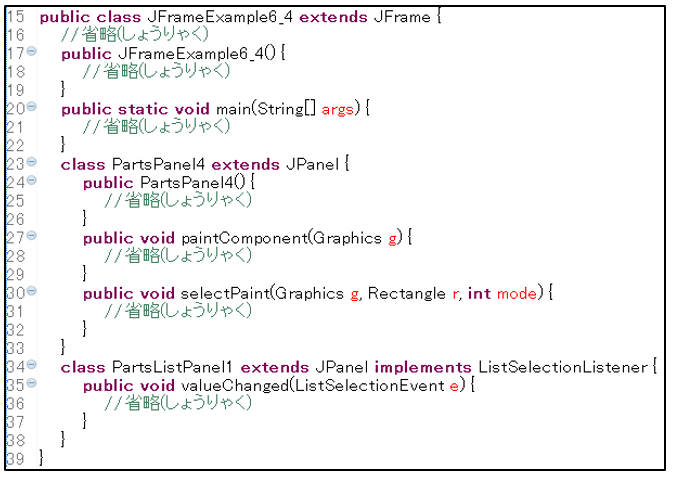 15 public class JFrameExample6_4 extends JFrame {
16 //省略(しょうりゃく)
17 public JFrameExample6_4() {
18 //省略(しょうりゃく)
19 }
20 public static void main(String[] args) {
21 //省略(しょうりゃく)
22 }
23 class PartsPanel4 extends JPanel {
24 public PartsPanel4() {
25 //省略(しょうりゃく)
26 }
27 public void paintComponent(Graphics g) {
28 //省略(しょうりゃく)
29 }
30 public void selectPaint(Graphics g, Rectangle r, int mode) {
31 //省略(しょうりゃく)
32 }
33 }
34 class PartsListPanel1 extends JPanel implements ListSelectionListener {
35 public void valueChanged(ListSelectionEvent e) {
36 //省略(しょうりゃく)
37 }
38 }
39 }